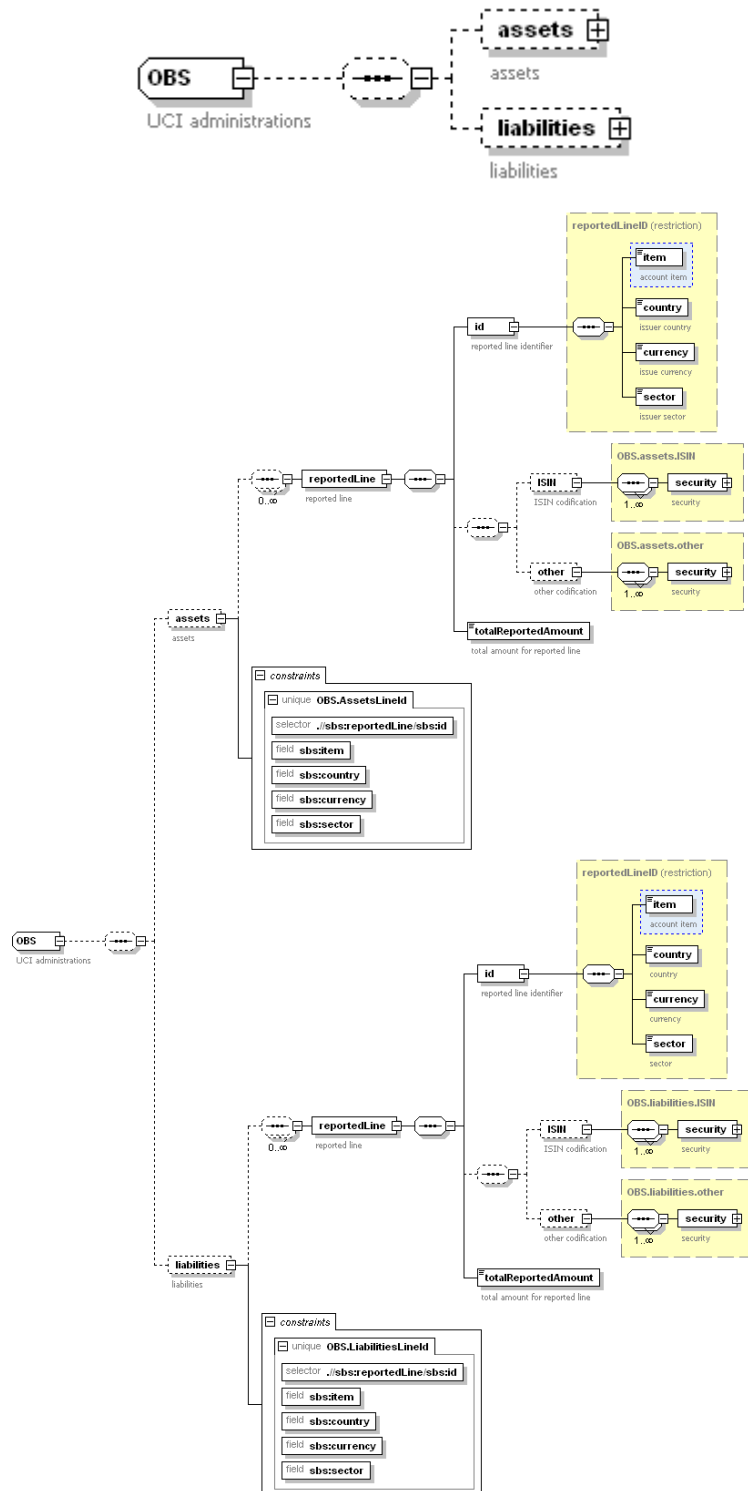 assets
assets
OBS
UCI administrations
liabilities
liabilities
reportedLineID (restriction)
item
account item
id
reported line identifier
country
issuer country
currency
issue currency
sector
issuer sector
0..∞
reportedLine
reported line
OBS.assets.ISIN
ISIN
ISIN codification
1..∞
security
security
OBS.assets.other
other
other codification
1..∞
security
security
assets
assets
totalReportedAmount
total amount for reported line
constraints
unique OBS.AssetsLineId
selector .//sbs:reportedLine/sbs:id
field sbs:item
field sbs:country
field sbs:currency
field sbs:sector
OBS
UCI administrations
reportedLineID (restriction)
item
account item
id
reported line identifier
country
country
currency
currency
sector
sector
0..∞
reportedLine
reported line
OBS.liabilities.ISIN
ISIN
ISIN codification
1..∞
security
security
OBS.liabilities.other
other
other codification
1..∞
security
security
liabilities
liabilities
totalReportedAmount
total amount for reported line
constraints
unique OBS.LiabilitiesLineId
selector .//sbs:reportedLine/sbs:id
field sbs:item
field sbs:country
field sbs:currency
field sbs:sector